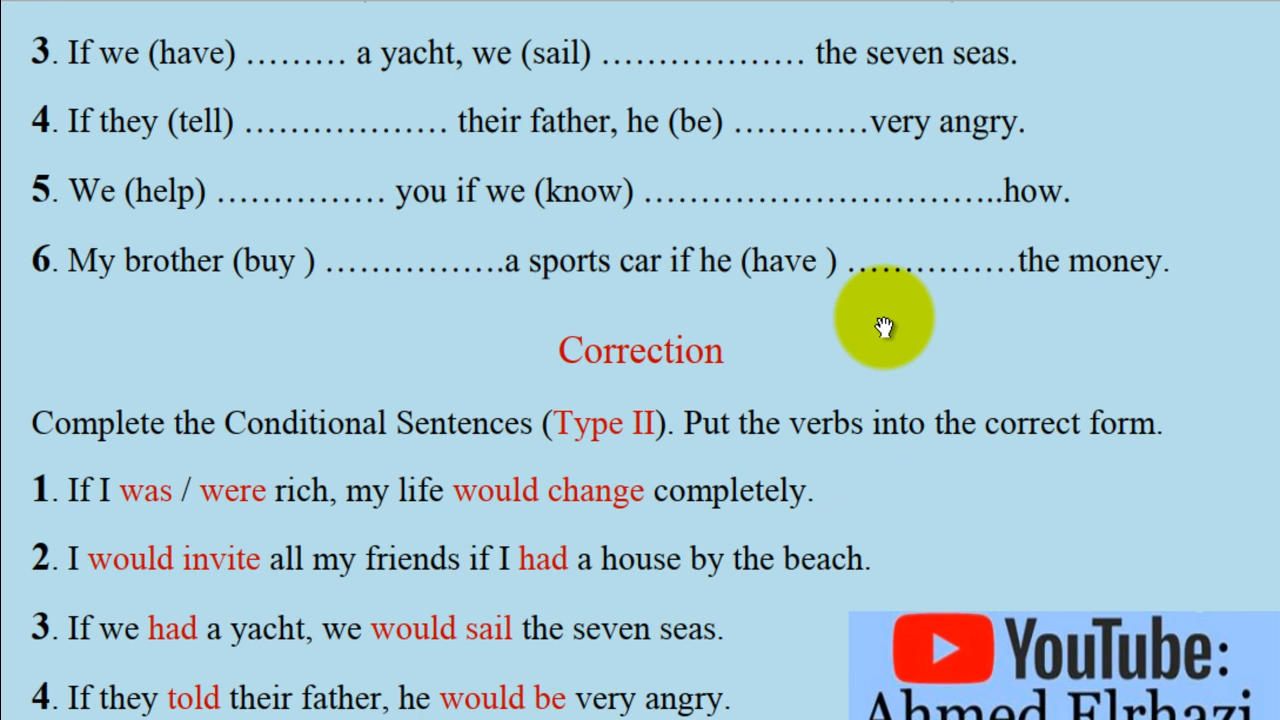 3. If we (have) ……… a yacht, we (sail) ……………… the seven seas.
4. If they (tell) ……………… their father, he (be) …………very angry.
5. We (help) …………… you if we (know) …………………………..how.
6. My brother (buy ) …………….a sports car if he (have ) ……………the money.
Correction
Complete the Conditional Sentences (Type II). Put the verbs into the correct form.
1. If I was / were rich, my life would change completely.
2. I would invite all my friends if I had a house by the beach.
3. If we had a yacht, we would sail the seven seas.
4. If they told their father, he would be very angry.
YouTube:
Ahmed Elrhazi